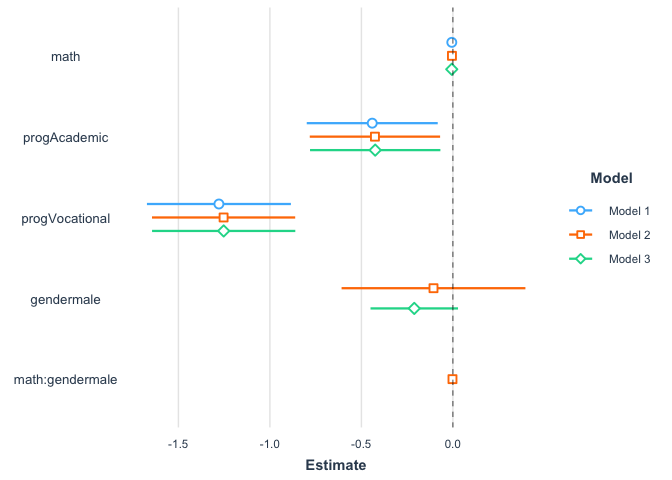 math
progAcademic
progVocational
gendermale
math:gendermale
-1.5 -1.0 -0.5 0.0
Estimate
Model
Model 1
Model 2
Model 3